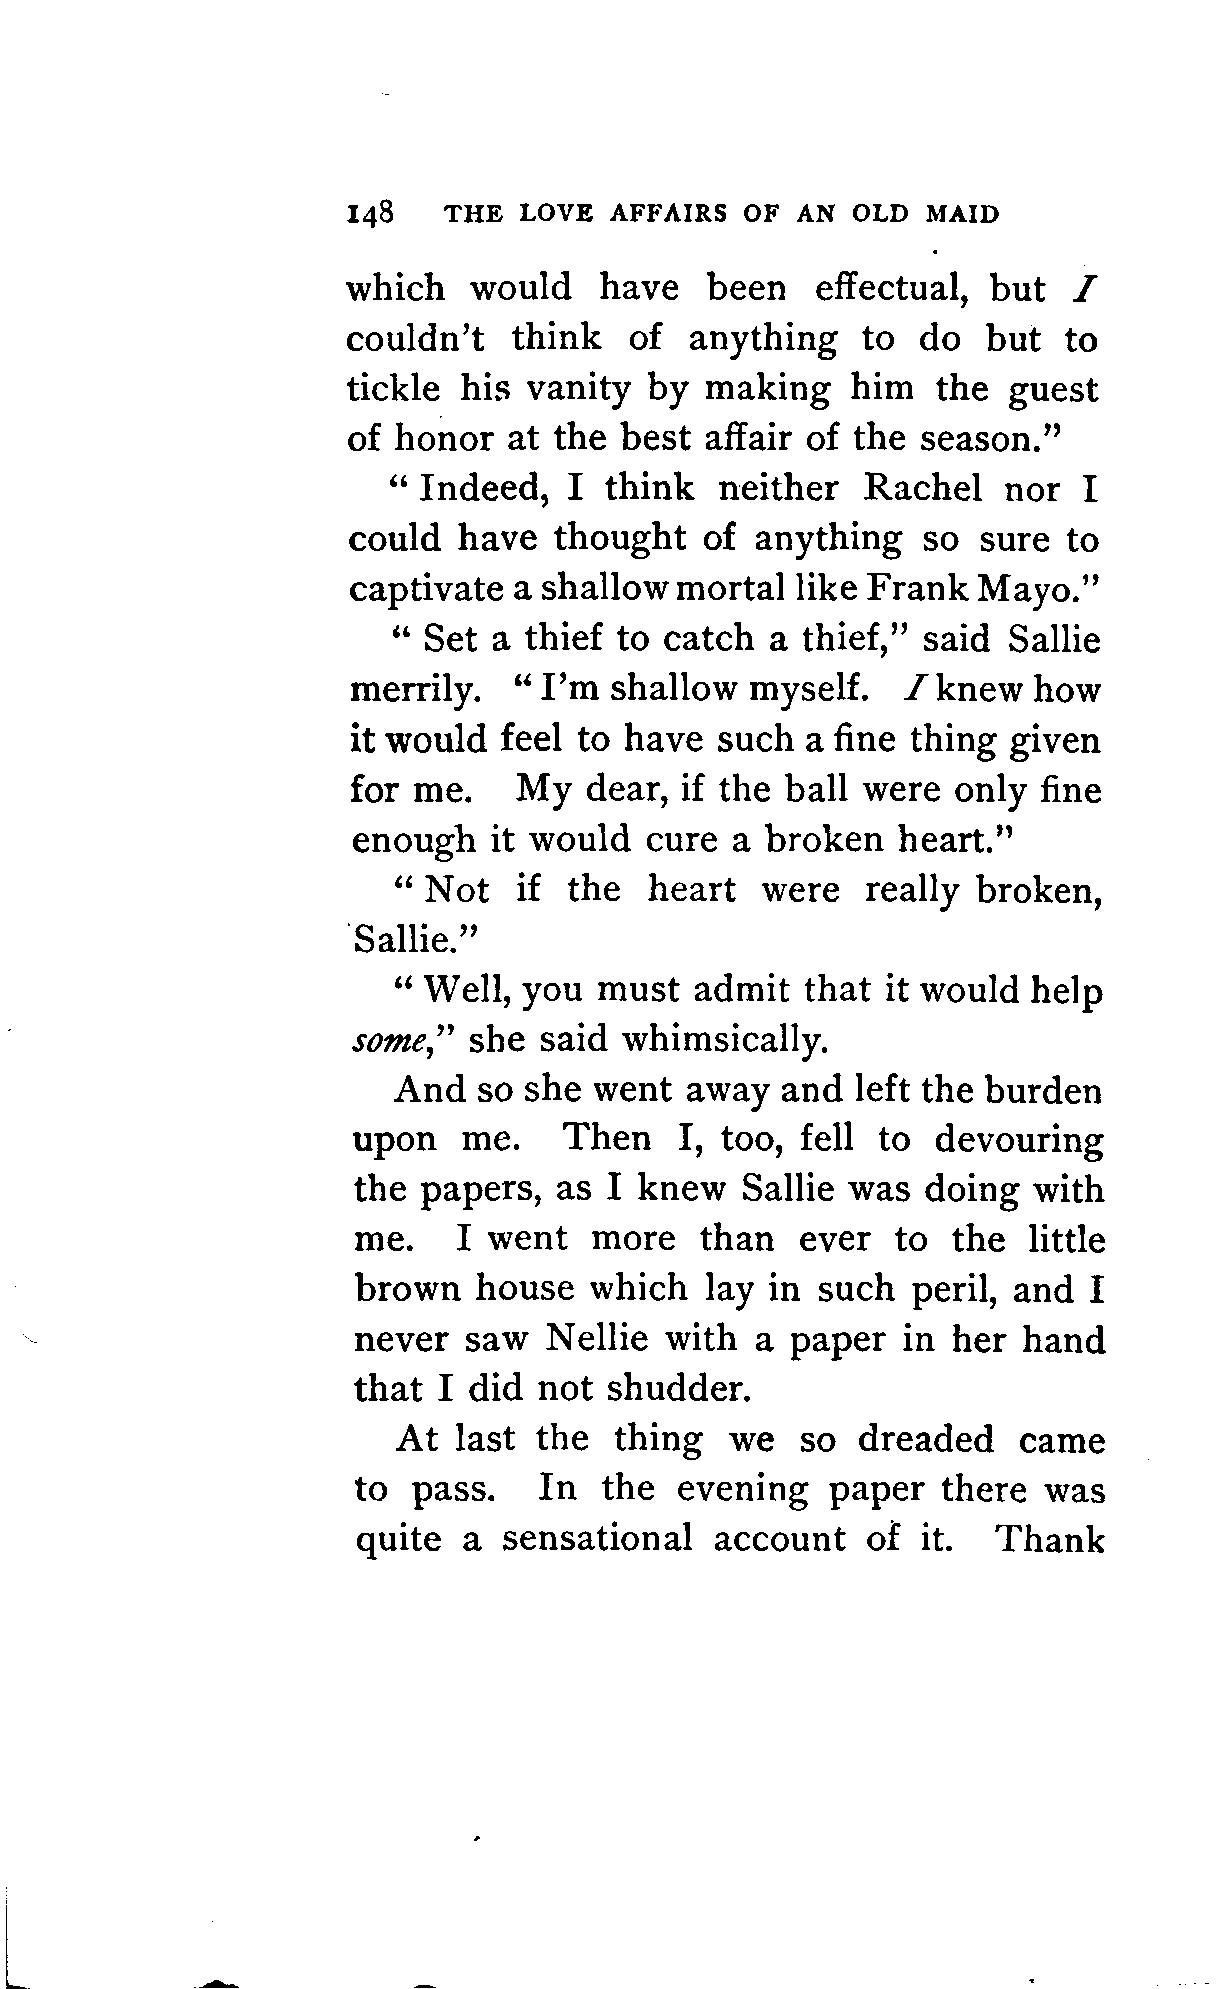 148 THE LOVE AFFAIRS OF AN OLD MAID
which would have been effectual, but I
couldn't think of anything to do but to
tickle his vanity by making him the guest
of honor at the best affair of the season."
" Indeed, I think neither Rachel nor I
could have thought of anything so sure to
captivate a shallow mortal like Frank Mayo."
" Set a thief to catch a thief," said Sallie
merrily. " I'm shallow myself. I knew how
it would feel to have such a fine thing given
for me. My dear, if the ball were only fine
enough it would cure a broken heart."
" Not if the heart were really broken,
Sallie."
" Well, you must admit that it would help
some," she said whimsically.
And so she went away and left the burden
upon me. Then I, too, fell to devouring
the papers, as I knew Sallie was doing with
me. I went more than ever to the little
brown house which lay in such peril, and I
never saw Nellie with a paper in her hand
that I did not shudder.
At last the thing we so dreaded came
to pass. In the evening paper there was
quite a sensational account of it. Thank